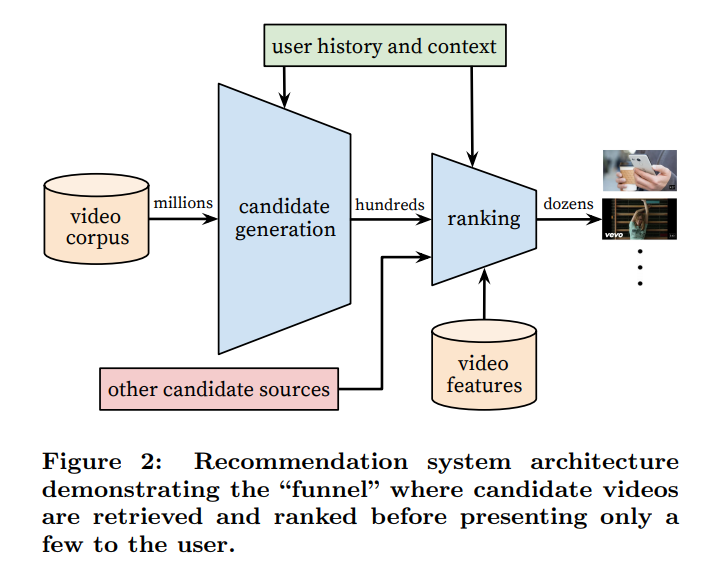 user history and context
video
corpus
millions
candidate
generation
hundreds
ranking
dozens
vevo
other candidate sources
video
features
Figure 2: Recommendation system architecture
demonstrating the “funnel” where candidate videos
are retrieved and ranked before presenting only a
few to the user.